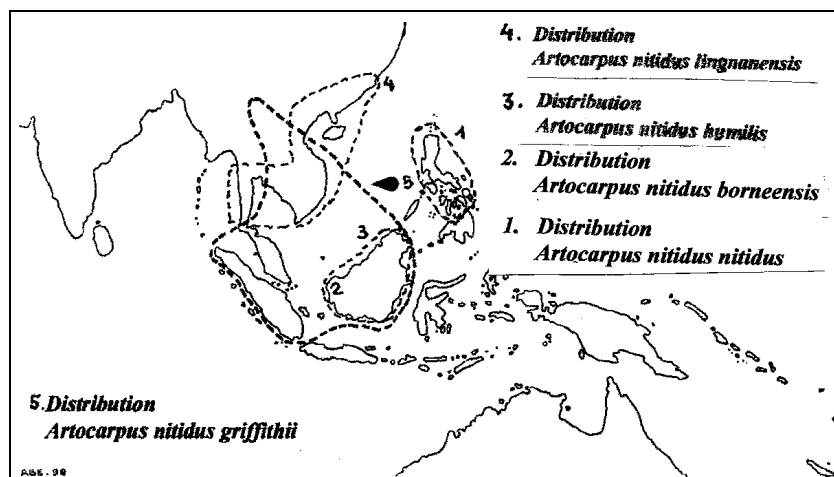 4. Distribution
Artocarpus nitidus lingnanensis
3. Distribution
Artocarpus nitidus humilis
2. Distribution
Artocarpus nitidus borneensis
1. Distribution
Artocarpus nitidus nitidus
4
1
5
3
2
5. Distribution
Artocarpus nitidus griffithii